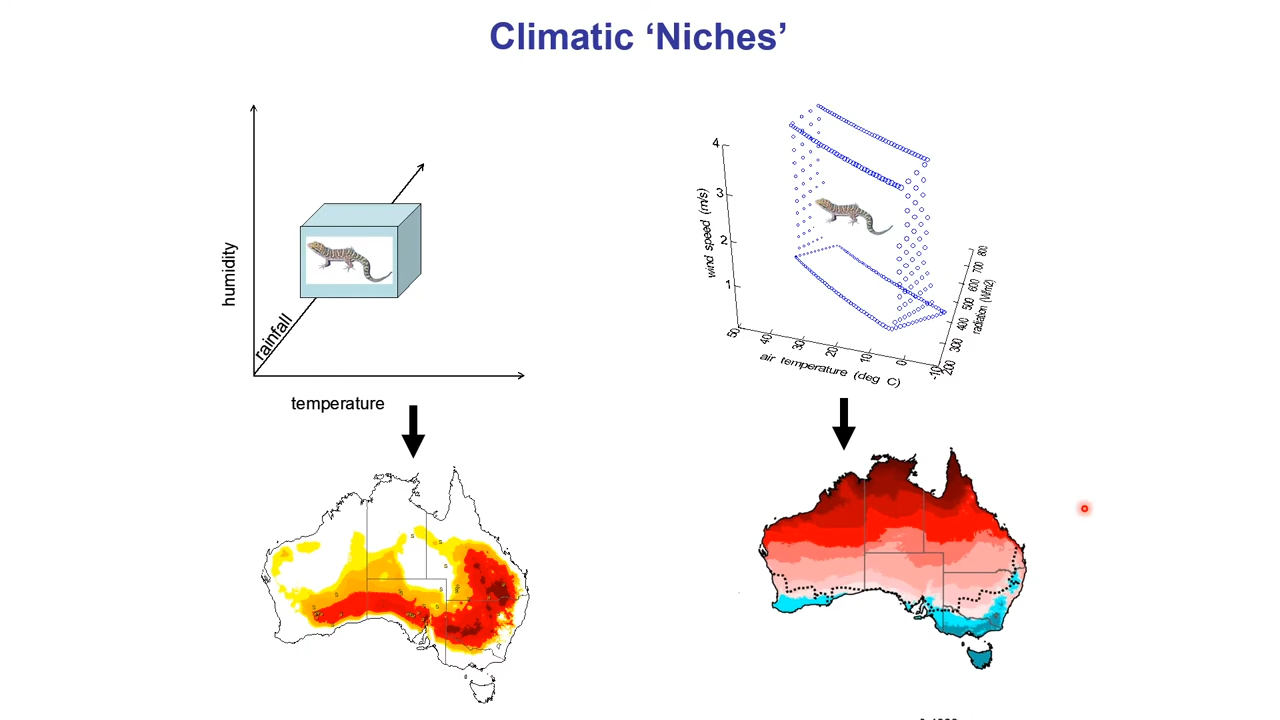 Climatic ‘Niches’
humidity
rainfall
temperature
4
3
2
1
wind speed (m/s)
50
40
30
20
10
0
-10
air temperature (deg C)
200
300
400
500
600
700
800
radiation (W/m2)